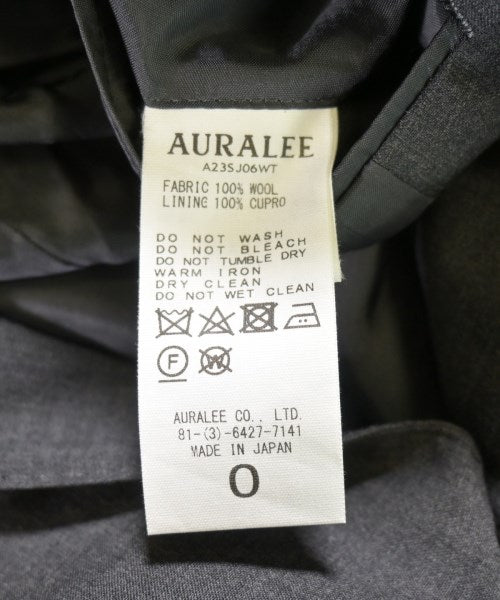 AURALEE
A23SJ06WT
FABRIC 100% WOOL
LINING 100% CUPRO
DO NOT WASH
DO NOT BLEACH
DO NOT TUMBLE DRY
WARM IRON
DRY CLEAN
DO NOT WET CLEAN
F W
AURALEE CO., LTD.
81-(3)-6427-7141
MADE IN JAPAN
0